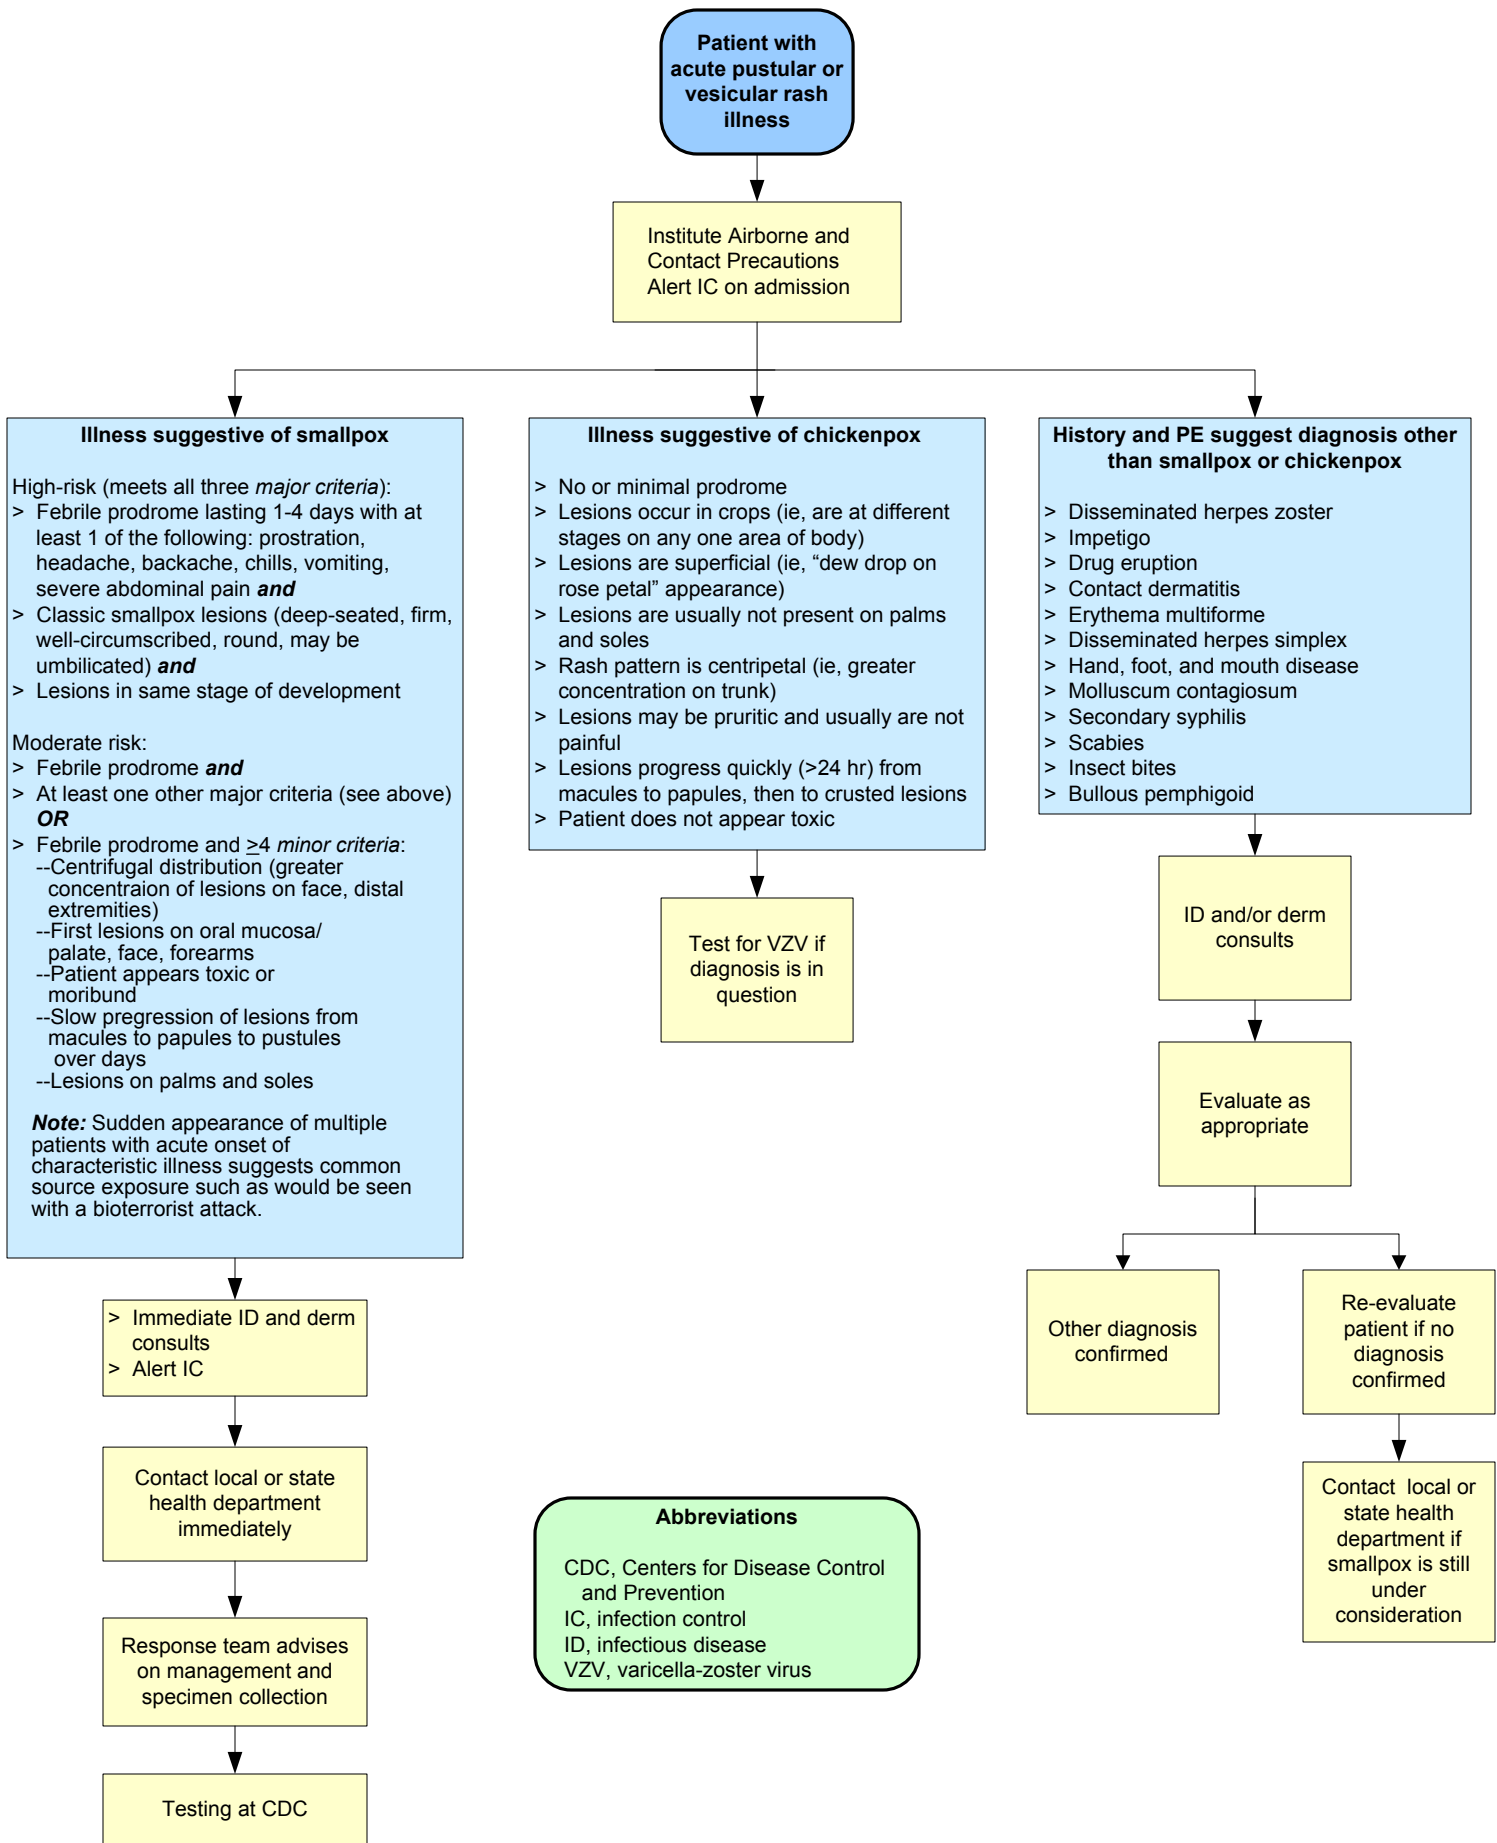 Patient with
acute pustular or
vesicular rash
illness
Institute Airborne and
Contact Precautions
Alert IC on admission
Illness suggestive of smallpox
High-risk (meets all three major criteria):
> Febrile prodrome lasting 1-4 days with at
least 1 of the following: prostration,
headache, backache, chills, vomiting,
severe abdominal pain and
> Classic smallpox lesions (deep-seated, firm,
well-circumscribed, round, may be
umbilicated) and
> Lesions in same stage of development
Moderate risk:
> Febrile prodrome and
> At least one other major criteria (see above)
OR
> Febrile prodrome and ≥4 minor criteria:
--Centrifugal distribution (greater
concentraion of lesions on face, distal
extremities)
--First lesions on oral mucosa/
palate, face, forearms
--Patient appears toxic or
moribund
--Slow pregression of lesions from
macules to papules to pustules
over days
--Lesions on palms and soles
Note: Sudden appearance of multiple
patients with acute onset of
characteristic illness suggests common
source exposure such as would be seen
with a bioterrorist attack.
> Immediate ID and derm
consults
> Alert IC
Contact local or state
health department
immediately
Response team advises
on management and
specimen collection
Testing at CDC
Illness suggestive of chickenpox
> No or minimal prodrome
> Lesions occur in crops (ie, are at different
stages on any one area of body)
> Lesions are superficial (ie, “dew drop on
rose petal” appearance)
> Lesions are usually not present on palms
and soles
> Rash pattern is centripetal (ie, greater
concentration on trunk)
> Lesions may be pruritic and usually are not
painful
> Lesions progress quickly (>24 hr) from
macules to papules, then to crusted lesions
> Patient does not appear toxic
Test for VZV if
diagnosis is in
question
History and PE suggest diagnosis other
than smallpox or chickenpox
> Disseminated herpes zoster
> Impetigo
> Drug eruption
> Contact dermatitis
> Erythema multiforme
> Disseminated herpes simplex
> Hand, foot, and mouth disease
> Molluscum contagiosum
> Secondary syphilis
> Scabies
> Insect bites
> Bullous pemphigoid
ID and/or derm
consults
Evaluate as
appropriate
Other diagnosis
confirmed
Re-evaluate
patient if no
diagnosis
confirmed
Contact local or
state health
department if
smallpox is still
under
consideration
Abbreviations
CDC, Centers for Disease Control
and Prevention
IC, infection control
ID, infectious disease
VZV, varicella-zoster virus